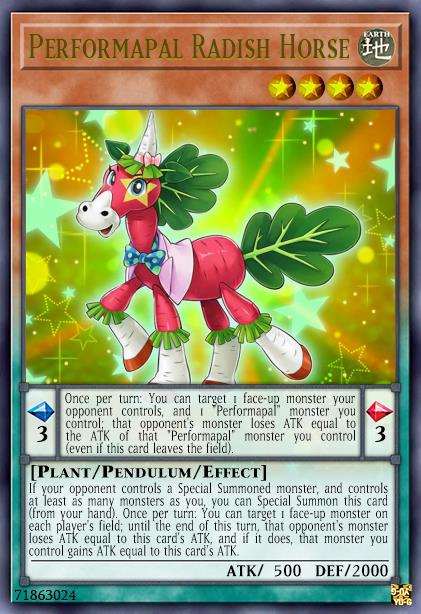 PERFORMAPAL RADISH HORSE
EARTH
地
Once per turn: You can target 1 face-up monster your
opponent controls, and 1 "Performapal" monster you
control; that opponent's monster loses ATK equal to
the ATK of that "Performapal" monster you control
(even if this card leaves the field).
3
3
[PLANT/PENDULUM/EFFECT]
If your opponent controls a Special Summoned monster, and controls
at least as many monsters as you, you can Special Summon this card
(from your hand). Once per turn: You can target 1 face-up monster on
each player's field; until the end of this turn, that opponent's monster
loses ATK equal to this card's ATK, and if it does, that monster you
control gains ATK equal to this card's ATK.
ATK/ 500 DEF/2000
71863024